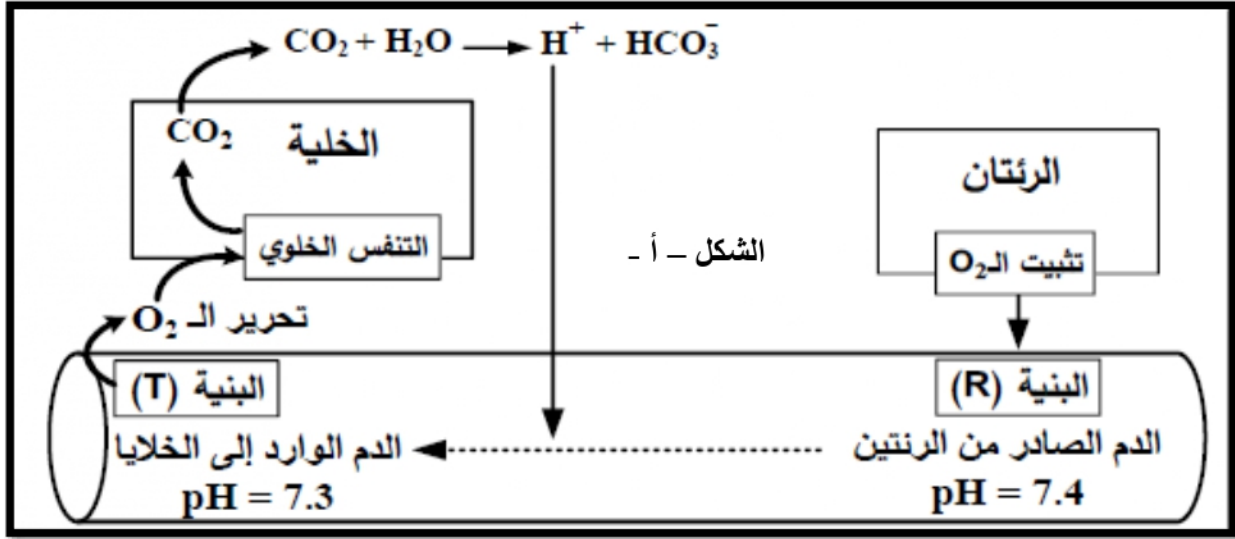 CO₂ + H₂O → H⁺ + HCO₃⁻
CO₂
الخلية
الرئتان
التنفس الخلوي
الشكل – أ -
تثبيت الـO₂
تحرير الـ O₂
البنية (T)
البنية (R)
الدم الوارد إلى الخلايا
الدم الصادر من الرئتين
pH = 7.3
pH = 7.4